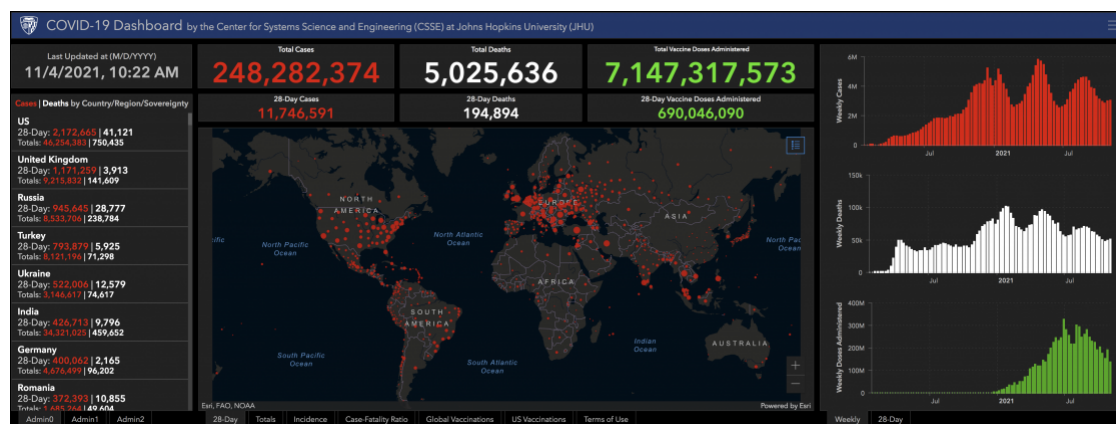 COVID-19 Dashboard by the Center for Systems Science and Engineering (CSSE) at Johns Hopkins University (JHU)
Last Updated at (M/D/YYYY)
11/4/2021, 10:22 AM
Cases | Deaths by Country/Region/Sovereignty
US
28-Day: 2,172,665 | 41,121
Totals: 46,254,383 | 750,435
United Kingdom
28-Day: 1,171,259 | 3,913
Totals: 9,215,832 | 141,609
Russia
28-Day: 945,645 | 28,777
Totals: 8,533,706 | 238,784
Turkey
28-Day: 793,879 | 5,925
Totals: 8,121,196 | 71,298
Ukraine
28-Day: 522,006 | 12,579
Totals: 3,146,617 | 74,617
India
28-Day: 426,713 | 9,796
Totals: 34,321,025 | 459,652
Germany
28-Day: 400,062 | 2,165
Totals: 4,676,499 | 96,202
Romania
28-Day: 372,393 | 10,855
Totals: 1,685,264 | 49,604
Admin0 Admin1 Admin2
Total Cases
248,282,374
Total Deaths
5,025,636
Total Vaccine Doses Administered
7,147,317,573
28-Day Cases
11,746,591
28-Day Deaths
194,894
28-Day Vaccine Doses Administered
690,046,090
NORTH
AMERICA
EUROPE
ASIA
North Pacific
Ocean
North Atlantic
Ocean
North Pac
Ocean
AFRICA
SOUTH
AMERICA
Indian
Ocean
AUSTRALIA
South Pacific
Ocean
South Atlantic
Ocean
Esri, FAO, NOAA
Powered by Esri
28-Day Totals Incidence Case-Fatality Ratio Global Vaccinations US Vaccinations Terms of Use
Weekly Cases
6M
4M
2M
0
Jul 2021 Jul
Weekly Deaths
150k
100k
50k
0
Jul 2021 Jul
Weekly Doses Administered
400M
300M
200M
100M
0
Jul 2021 Jul
Weekly 28-Day